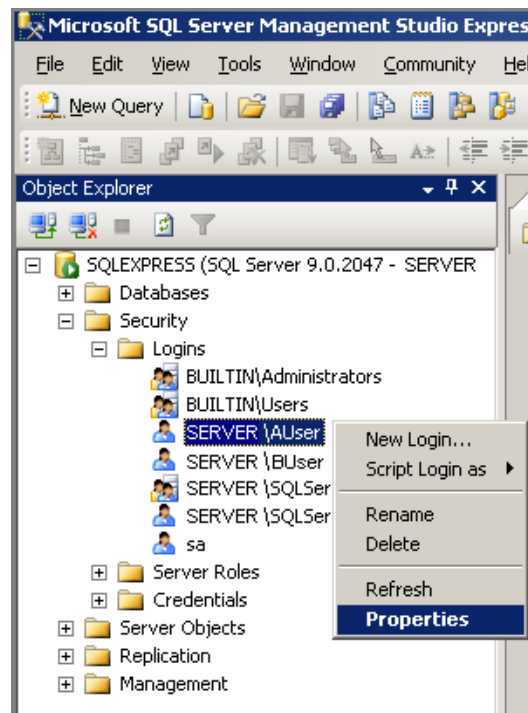 Microsoft SQL Server Management Studio Expres
File Edit View Tools Window Community Hel
New Query
Object Explorer
SQLEXPRESS (SQL Server 9.0.2047 - SERVER
Databases
Security
Logins
BUILTIN\Administrators
BUILTIN\Users
SERVER \AUser
SERVER \BUser
SERVER \SQLSer
SERVER \SQLSer
sa
Server Roles
Credentials
Server Objects
Replication
Management
New Login...
Script Login as
Rename
Delete
Refresh
Properties